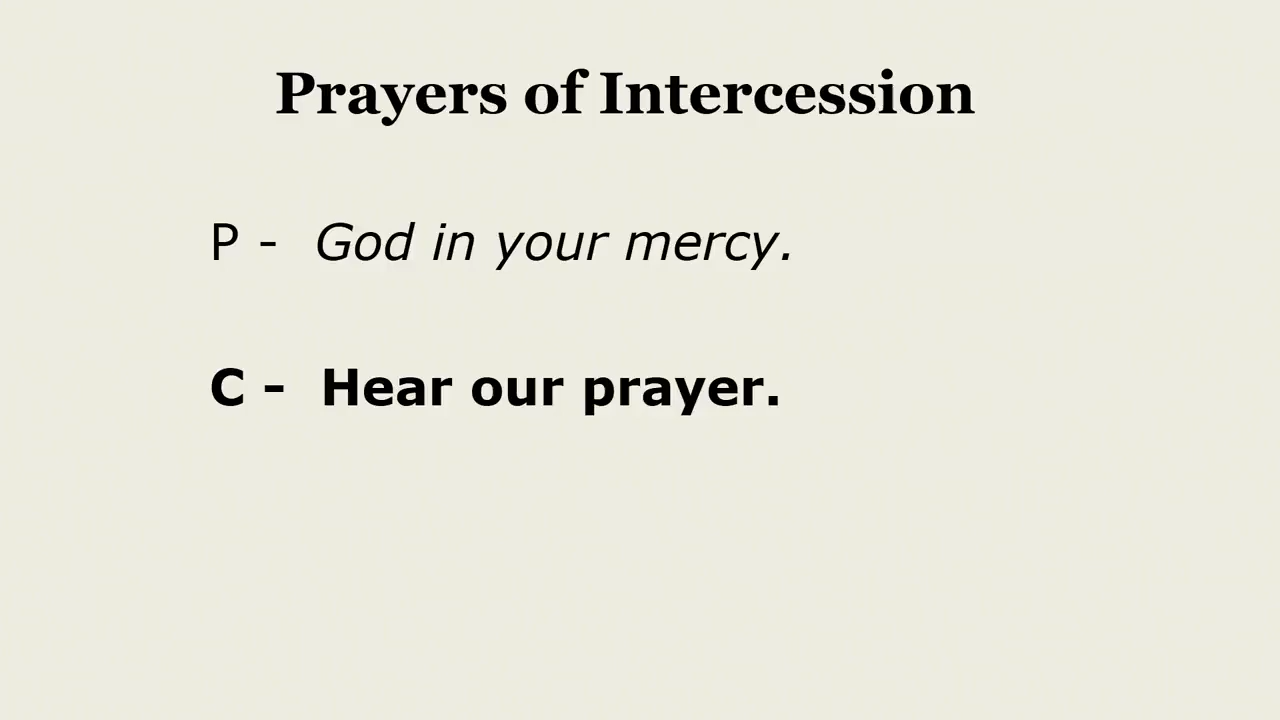 Prayers of Intercession
P - God in your mercy.
C - Hear our prayer.